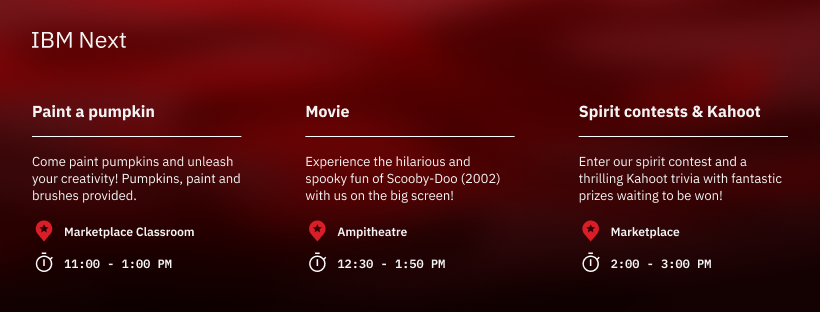 IBM Next
Paint a pumpkin
Come paint pumpkins and unleash
your creativity! Pumpkins, paint and
brushes provided.
Marketplace Classroom
11:00 - 1:00 PM
Movie
Experience the hilarious and
spooky fun of Scooby-Doo (2002)
with us on the big screen!
Ampitheatre
12:30 - 1:50 PM
Spirit contests & Kahoot
Enter our spirit contest and a
thrilling Kahoot trivia with fantastic
prizes waiting to be won!
Marketplace
2:00 - 3:00 PM